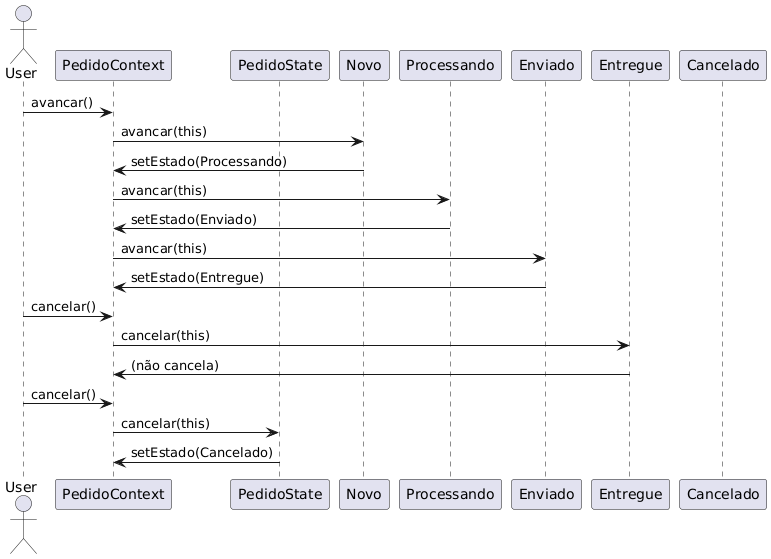 User
PedidoContext
PedidoState
Novo
Processando
Enviado
Entregue
Cancelado
avancar()
avancar(this)
setEstado(Processando)
avancar(this)
setEstado(Enviado)
avancar(this)
setEstado(Entregue)
cancelar()
cancelar(this)
(não cancela)
cancelar()
cancelar(this)
setEstado(Cancelado)
User
PedidoContext
PedidoState
Novo
Processando
Enviado
Entregue
Cancelado